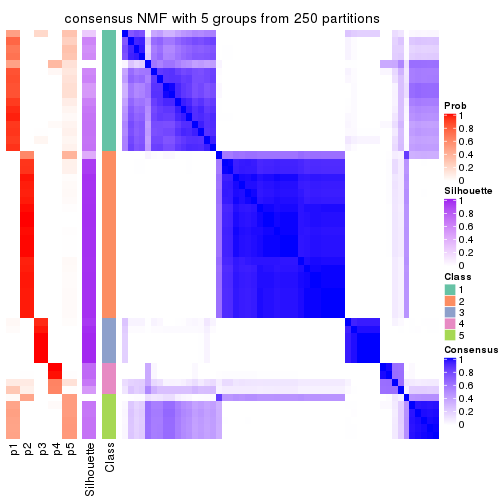 consensus NMF with 5 groups from 250 partitions
Prob
1
0.8
0.6
0.4
0.2
0
Silhouette
1
0.8
0.6
0.4
0.2
0
Class
1
2
3
4
5
Consensus
1
0.8
0.6
0.4
0.2
0
p1
p2
p3
p4
p5
Silhouette
Class